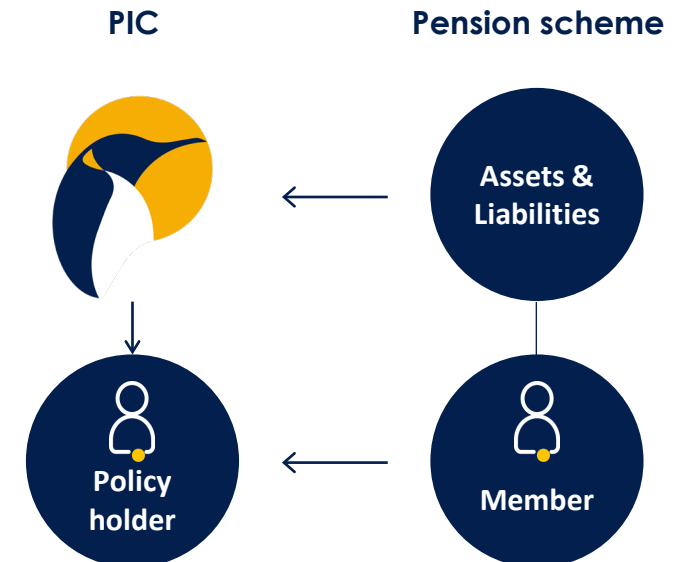 PIC
Pension scheme
Assets &
Liabilities
Policy
holder
Member